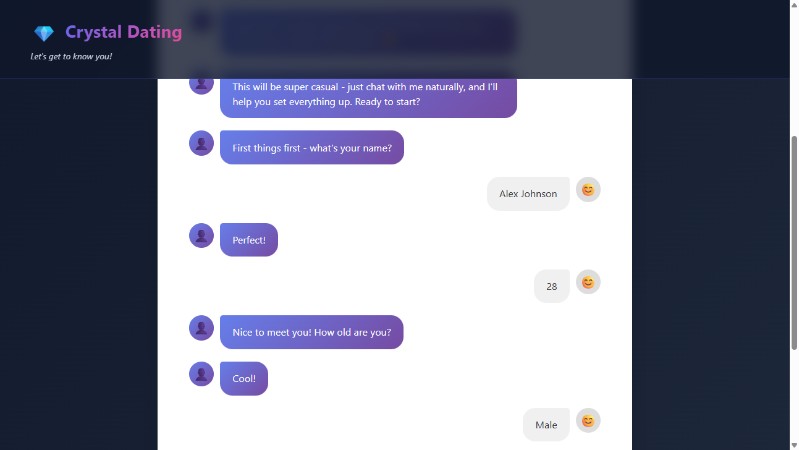 Crystal Dating
Let's get to know you!
This will be super casual - just chat with me naturally, and I'll
help you set everything up. Ready to start?
First things first - what's your name?
Alex Johnson
Perfect!
28
Nice to meet you! How old are you?
Cool!
Male